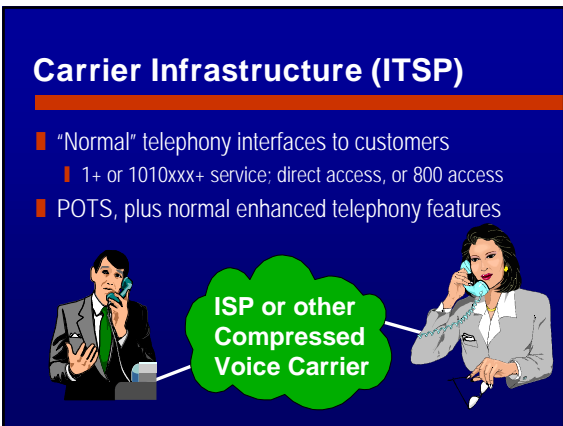 Carrier Infrastructure (ITSP)
“Normal” telephony interfaces to customers
1+ or 1010xxx+ service; direct access, or 800 access
POTS, plus normal enhanced telephony features
ISP or other
Compressed
Voice Carrier